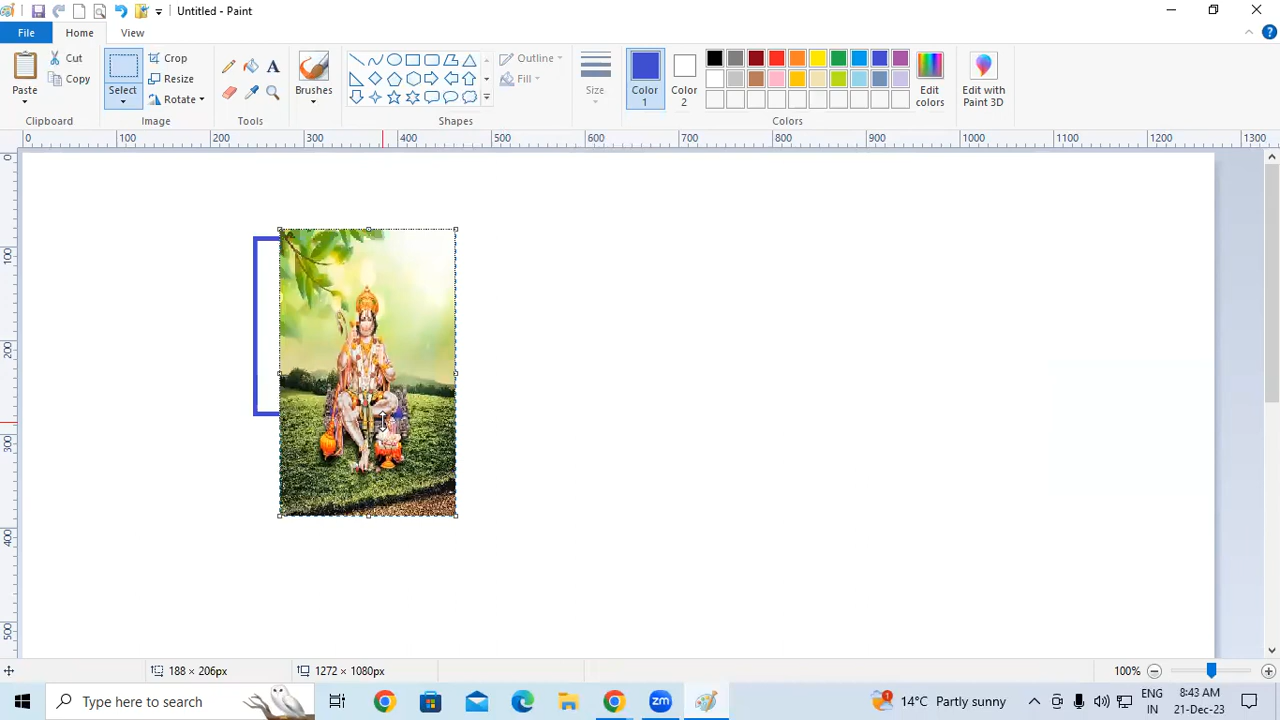 Untitled - Paint
File Home View
Paste
Cut
Copy
Clipboard
Select
Crop
Resize
Rotate
Image
A
Tools
Brushes
Outline
Fill
Shapes
Size
Color 1
Color 2
Edit colors
Colors
Edit with Paint 3D
0 100 200 300 400 500 600 700 800 900 1000 1100 1200 1300
0
100
200
300
400
500
188 × 206px
1272 × 1080px
100%
Type here to search
zm
14°C Partly sunny
ENG
IN
8:43 AM
21-Dec-23